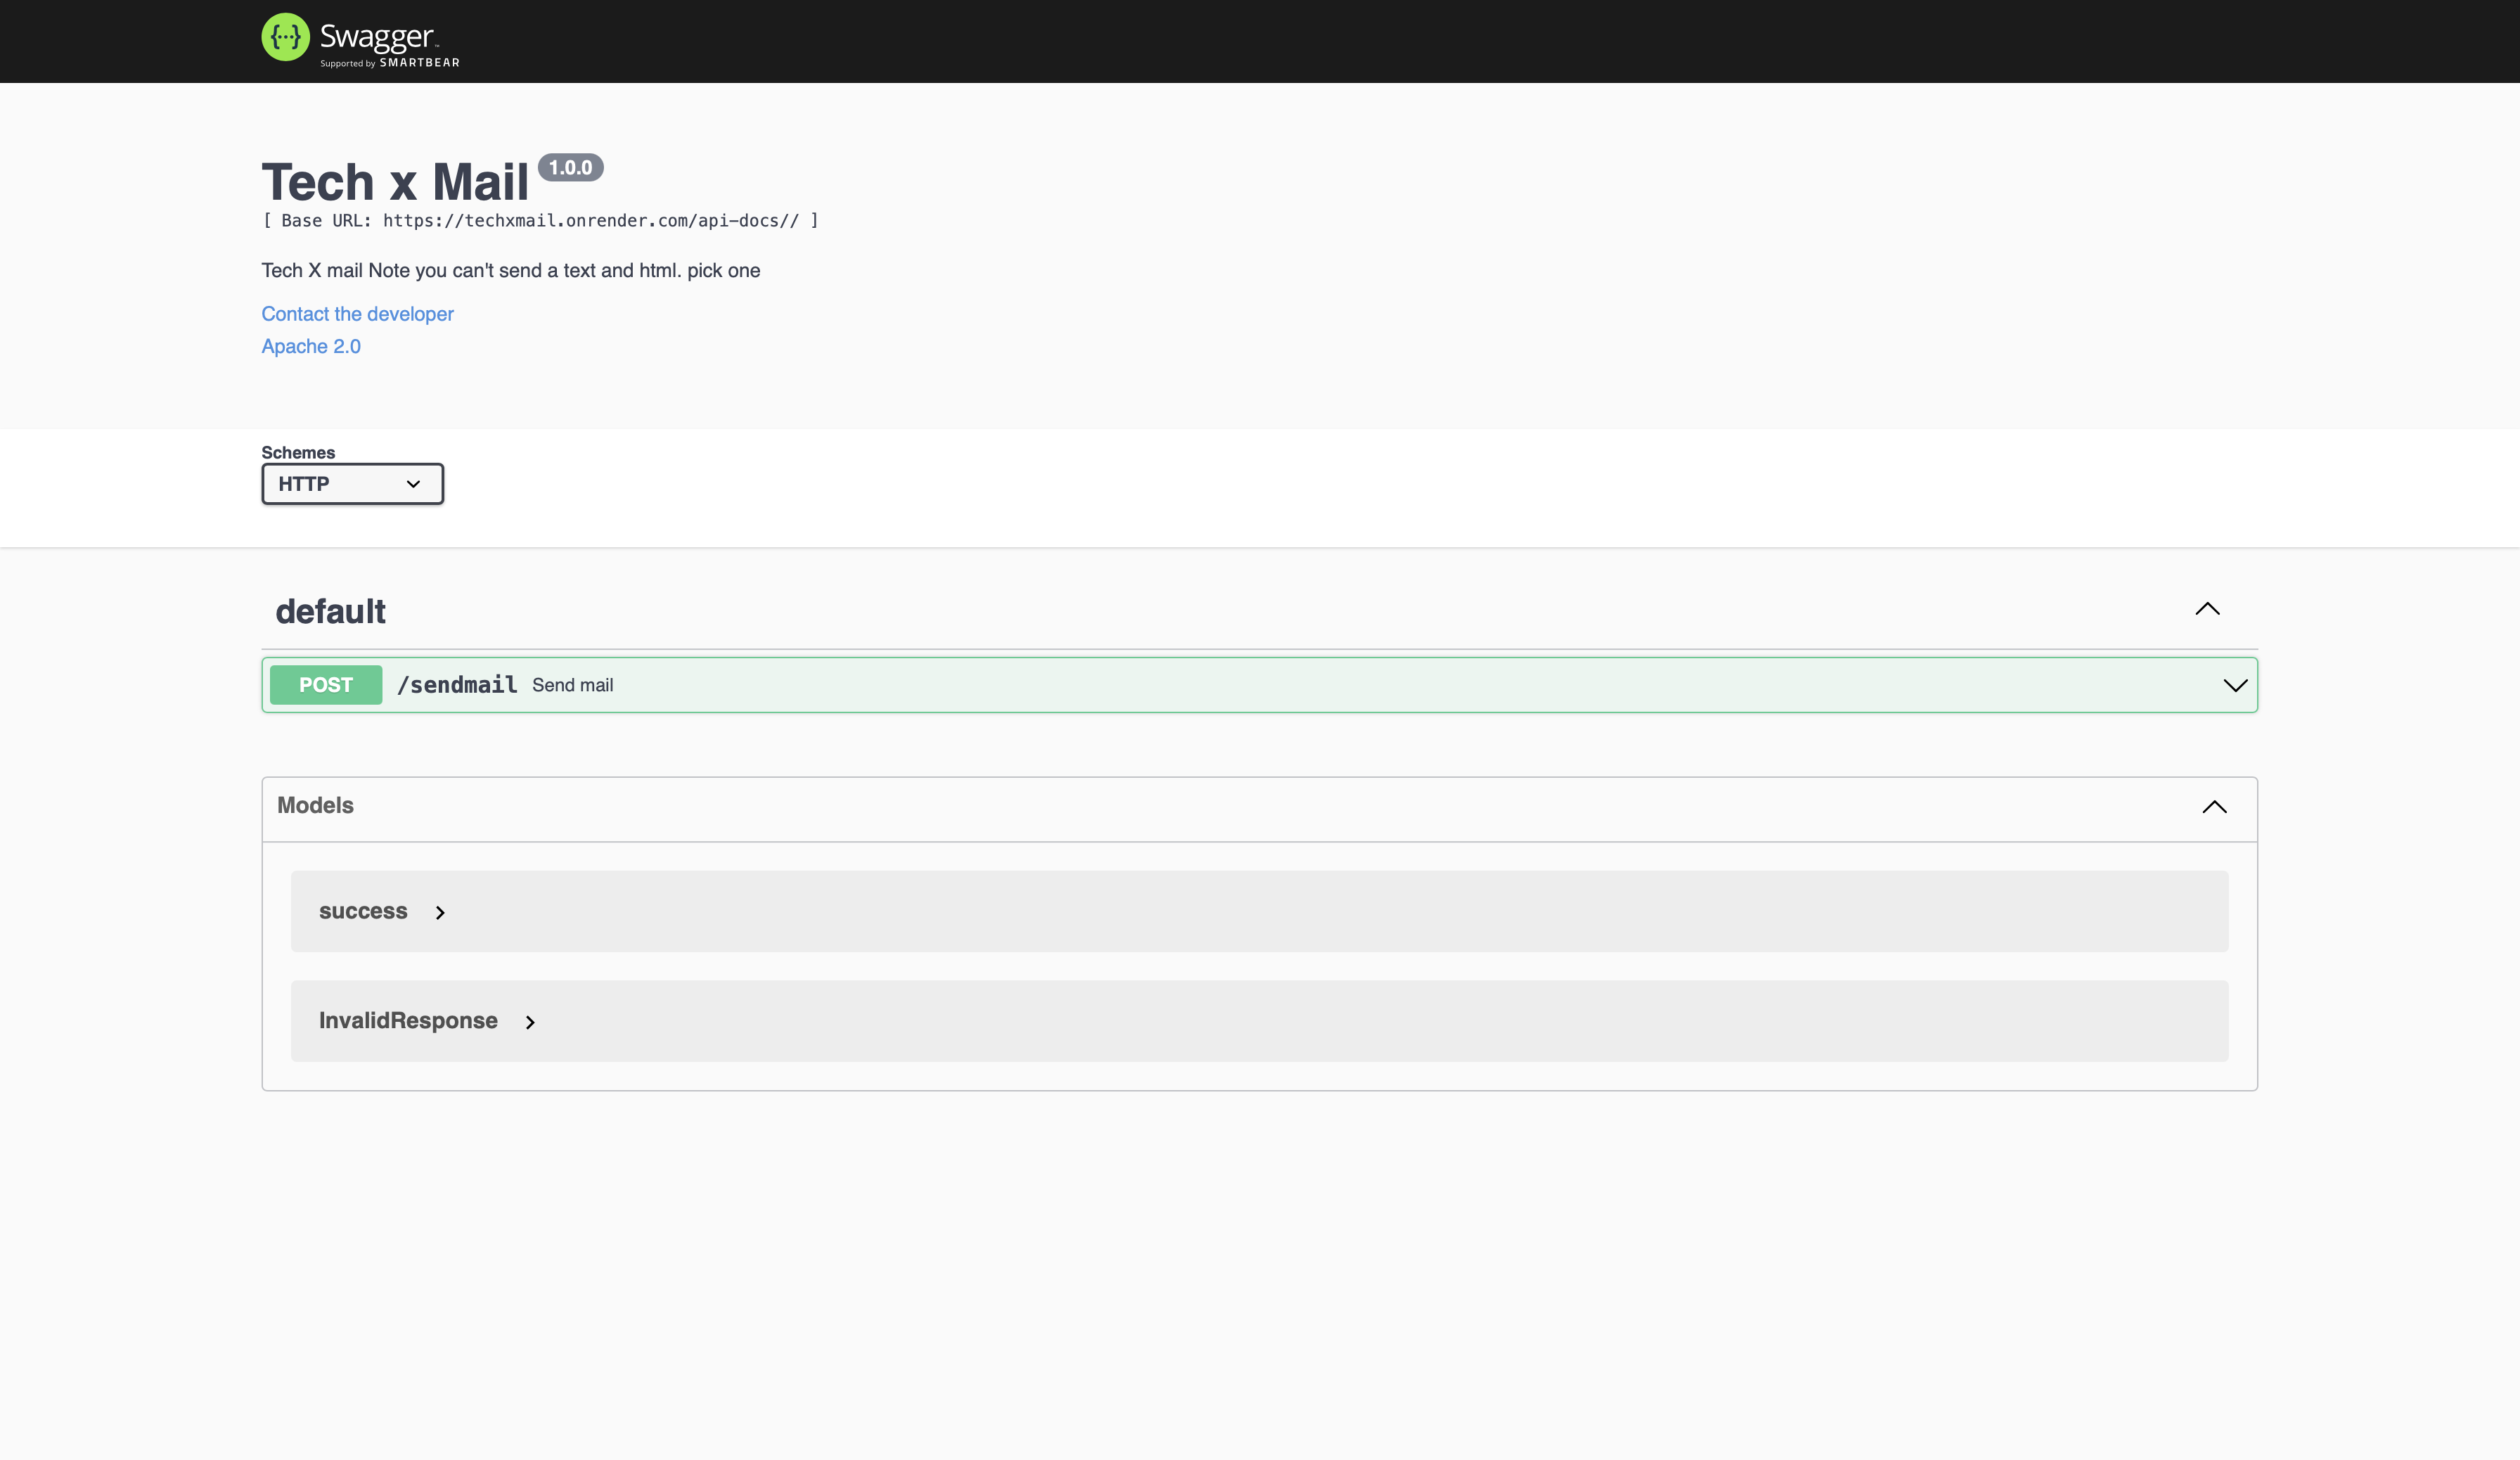 {...} Swagger™
Supported by SMARTBEAR
Tech x Mail 1.0.0
[ Base URL: https://techxmail.onrender.com/api-docs// ]
Tech X mail Note you can't send a text and html. pick one
Contact the developer
Apache 2.0
Schemes
HTTP
default
POST /sendmail Send mail
Models
success
InvalidResponse